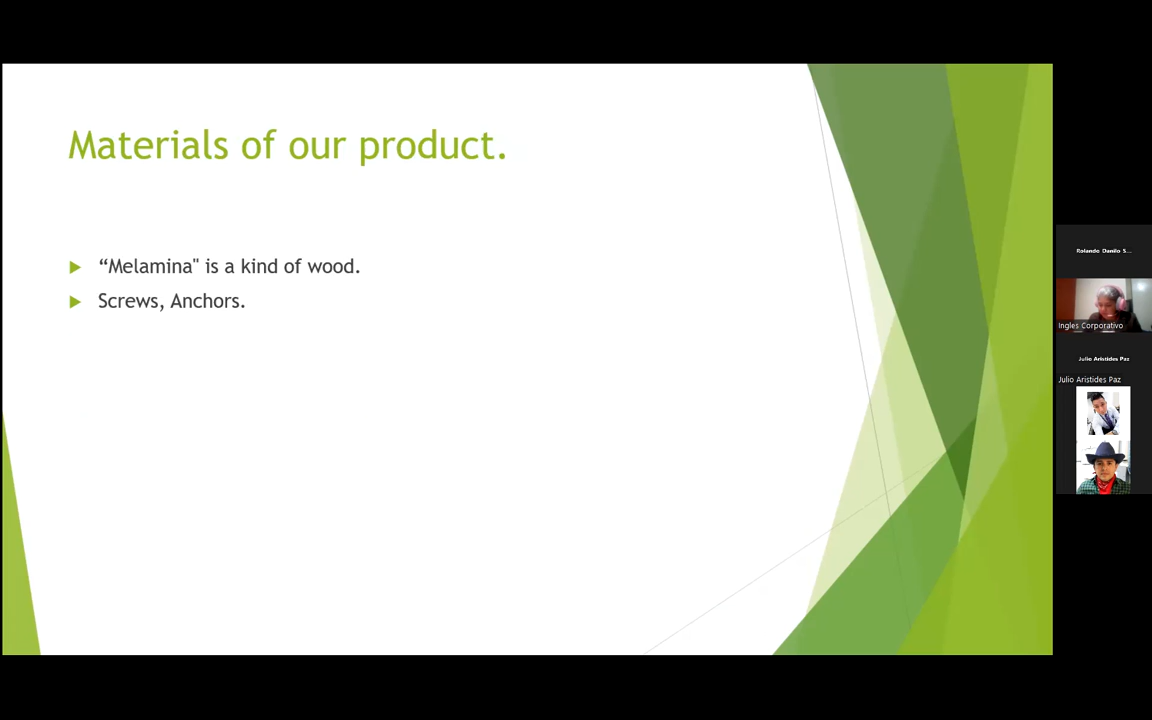 Materials of our product.
“Melamina" is a kind of wood.
Screws, Anchors.
Rolando Danilo S...
Ingles Corporativo
Julio Aristides Paz
Julio Aristides Paz